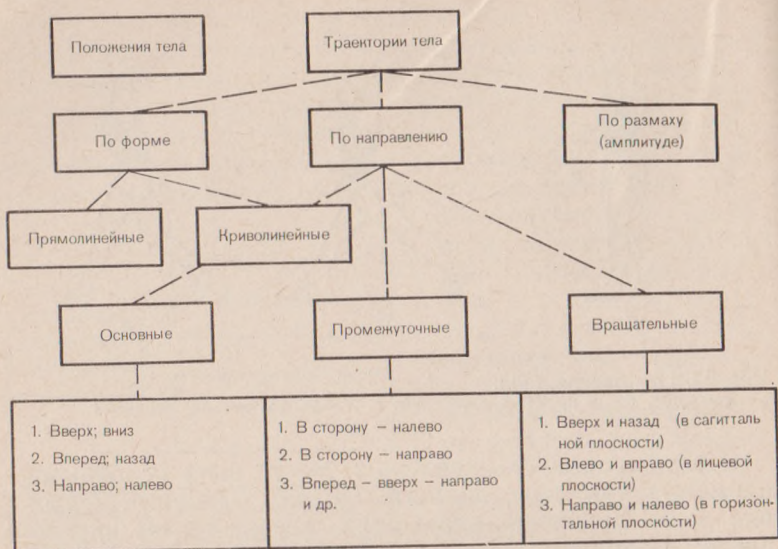 Положения тела
Траектории тела
По форме
По направлению
По размаху
(амплитуде)
Прямолинейные
Криволинейные
Основные
Промежуточные
Вращательные
1. Вверх; вниз
2. Вперед; назад
3. Направо; налево
1. В сторону – налево
2. В сторону – направо
3. Вперед – вверх – направо
и др.
1. Вверх и назад (в сагитталь
ной плоскости)
2. Влево и вправо (в лицевой
плоскости)
3. Направо и налево (в горизон-
тальной плоскости)